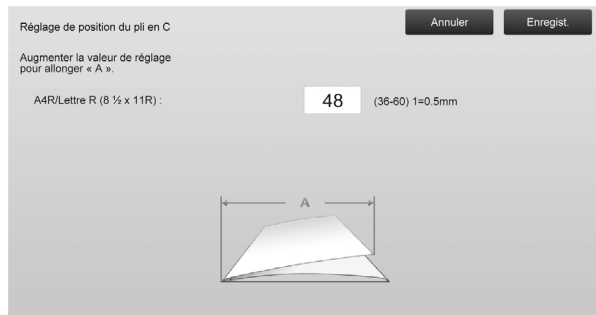 Réglage de position du pli en C
Annuler
Enregist.
Augmenter la valeur de réglage
pour allonger « A ».
A4R/Lettre R (8 ½ x 11R) :
48
(36-60) 1=0.5mm
A